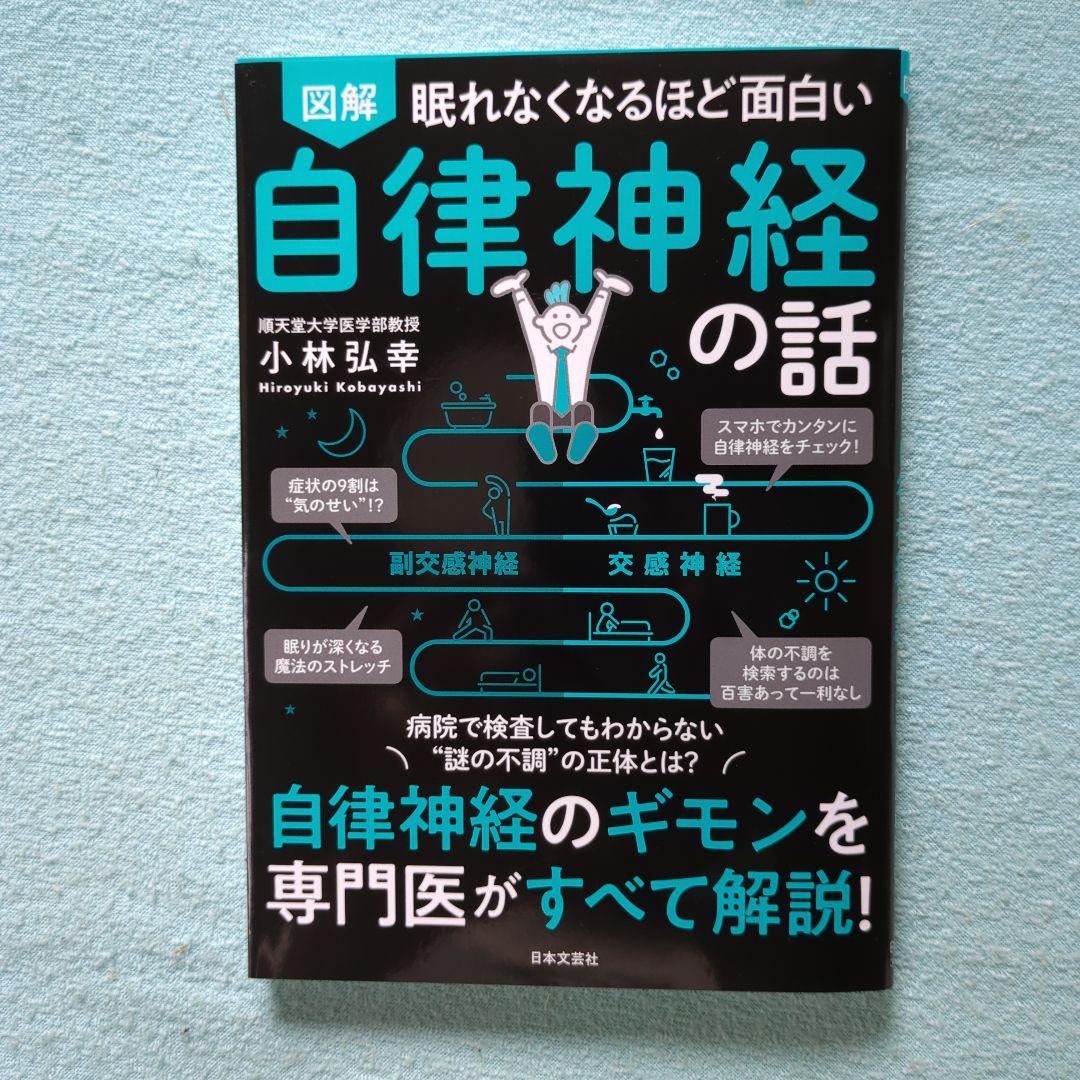 図解
眠れなくなるほど面白い
自律神経
の話
順天堂大学医学部教授
小林弘幸
Hiroyuki Kobayashi
スマホでカンタンに
自律神経をチェック!
症状の9割は
“気のせい”!?
副交感神経
交感神経
眠りが深くなる
魔法のストレッチ
体の不調を
検索するのは
百害あって一利なし
病院で検査してもわからない
“謎の不調”の正体とは?
自律神経のギモンを
専門医がすべて解説!
日本文芸社